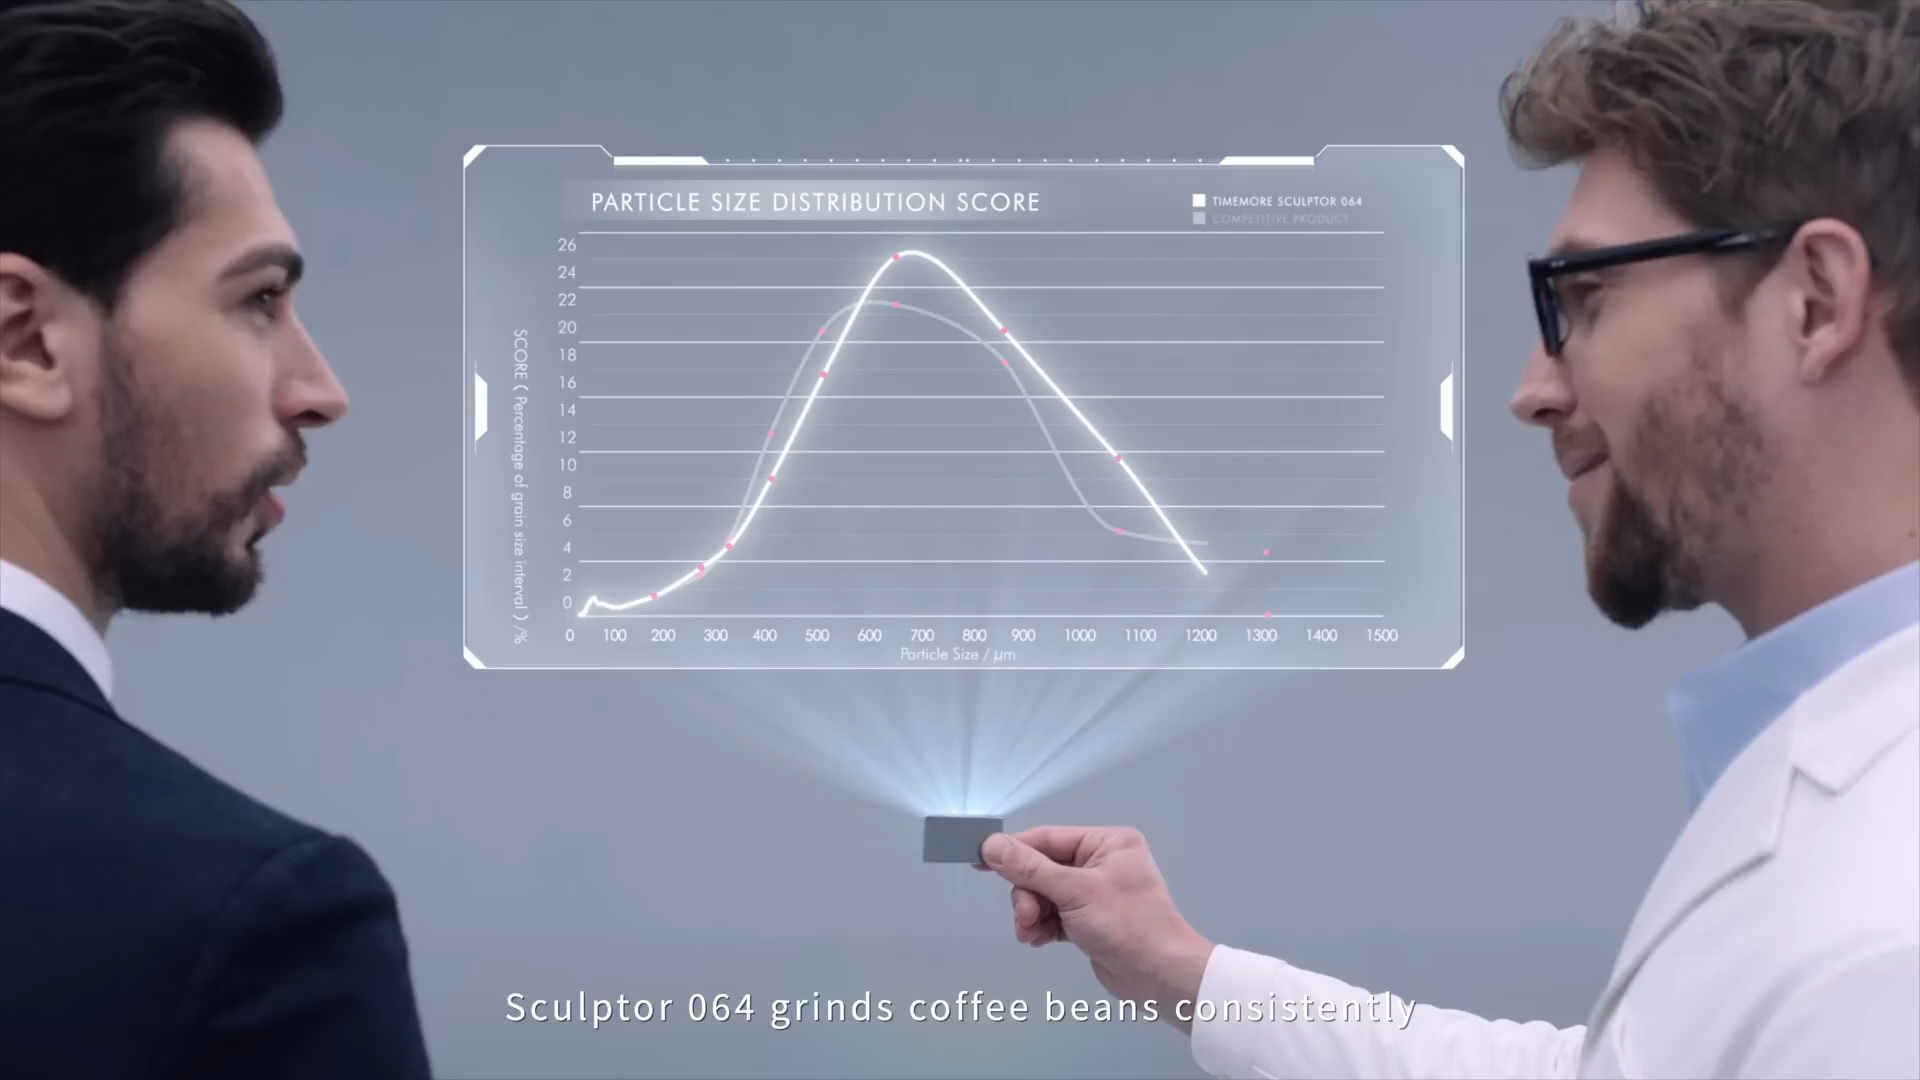 PARTICLE SIZE DISTRIBUTION SCORE
TIMEMORE SCULPTOR 064
COMPETITIVE PRODUCT
26
24
22
20
18
16
14
12
10
8
6
4
2
0
SCORE ( Percentage of grain size interval ) /%
0 100 200 300 400 500 600 700 800 900 1000 1100 1200 1300 1400 1500
Particle Size / μm
Sculptor 064 grinds coffee beans consistently